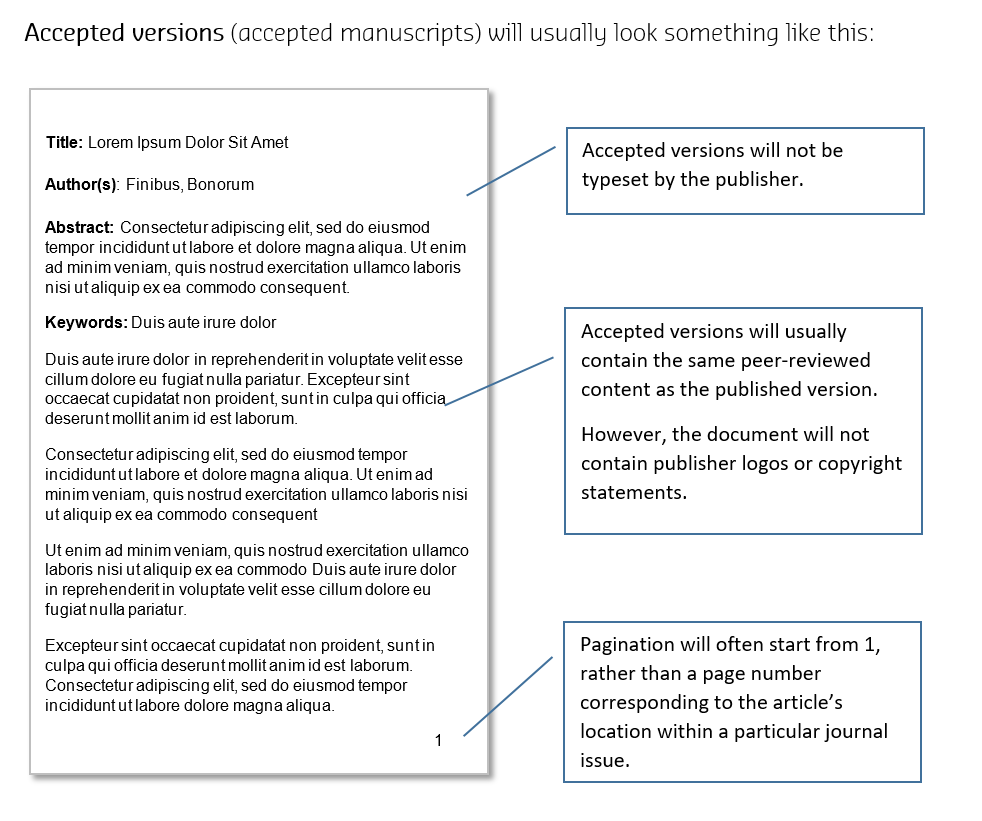 Accepted versions (accepted manuscripts) will usually look something like this:
Title: Lorem Ipsum Dolor Sit Amet
Author(s): Finibus, Bonorum
Abstract: Consectetur adipiscing elit, sed do eiusmod
tempor incididunt ut labore et dolore magna aliqua. Ut enim
ad minim veniam, quis nostrud exercitation ullamco laboris
nisi ut aliquip ex ea commodo consequent.
Keywords: Duis aute irure dolor
Duis aute irure dolor in reprehenderit in voluptate velit esse
cillum dolore eu fugiat nulla pariatur. Excepteur sint
occaecat cupidatat non proident, sunt in culpa qui officia
deserunt mollit anim id est laborum.
Consectetur adipiscing elit, sed do eiusmod tempor
incididunt ut labore et dolore magna aliqua. Ut enim ad
minim veniam, quis nostrud exercitation ullamco laboris nisi
ut aliquip ex ea commodo consequent
Ut enim ad minim veniam, quis nostrud exercitation ullamco
laboris nisi ut aliquip ex ea commodo Duis aute irure dolor
in reprehenderit in voluptate velit esse cillum dolore eu
fugiat nulla pariatur.
Excepteur sint occaecat cupidatat non proident, sunt in
culpa qui officia deserunt mollit anim id est laborum.
Consectetur adipiscing elit, sed do eiusmod tempor
incididunt ut labore dolore magna aliqua.
1
Accepted versions will not be
typeset by the publisher.
Accepted versions will usually
contain the same peer-reviewed
content as the published version.
However, the document will not
contain publisher logos or copyright
statements.
Pagination will often start from 1,
rather than a page number
corresponding to the article’s
location within a particular journal
issue.